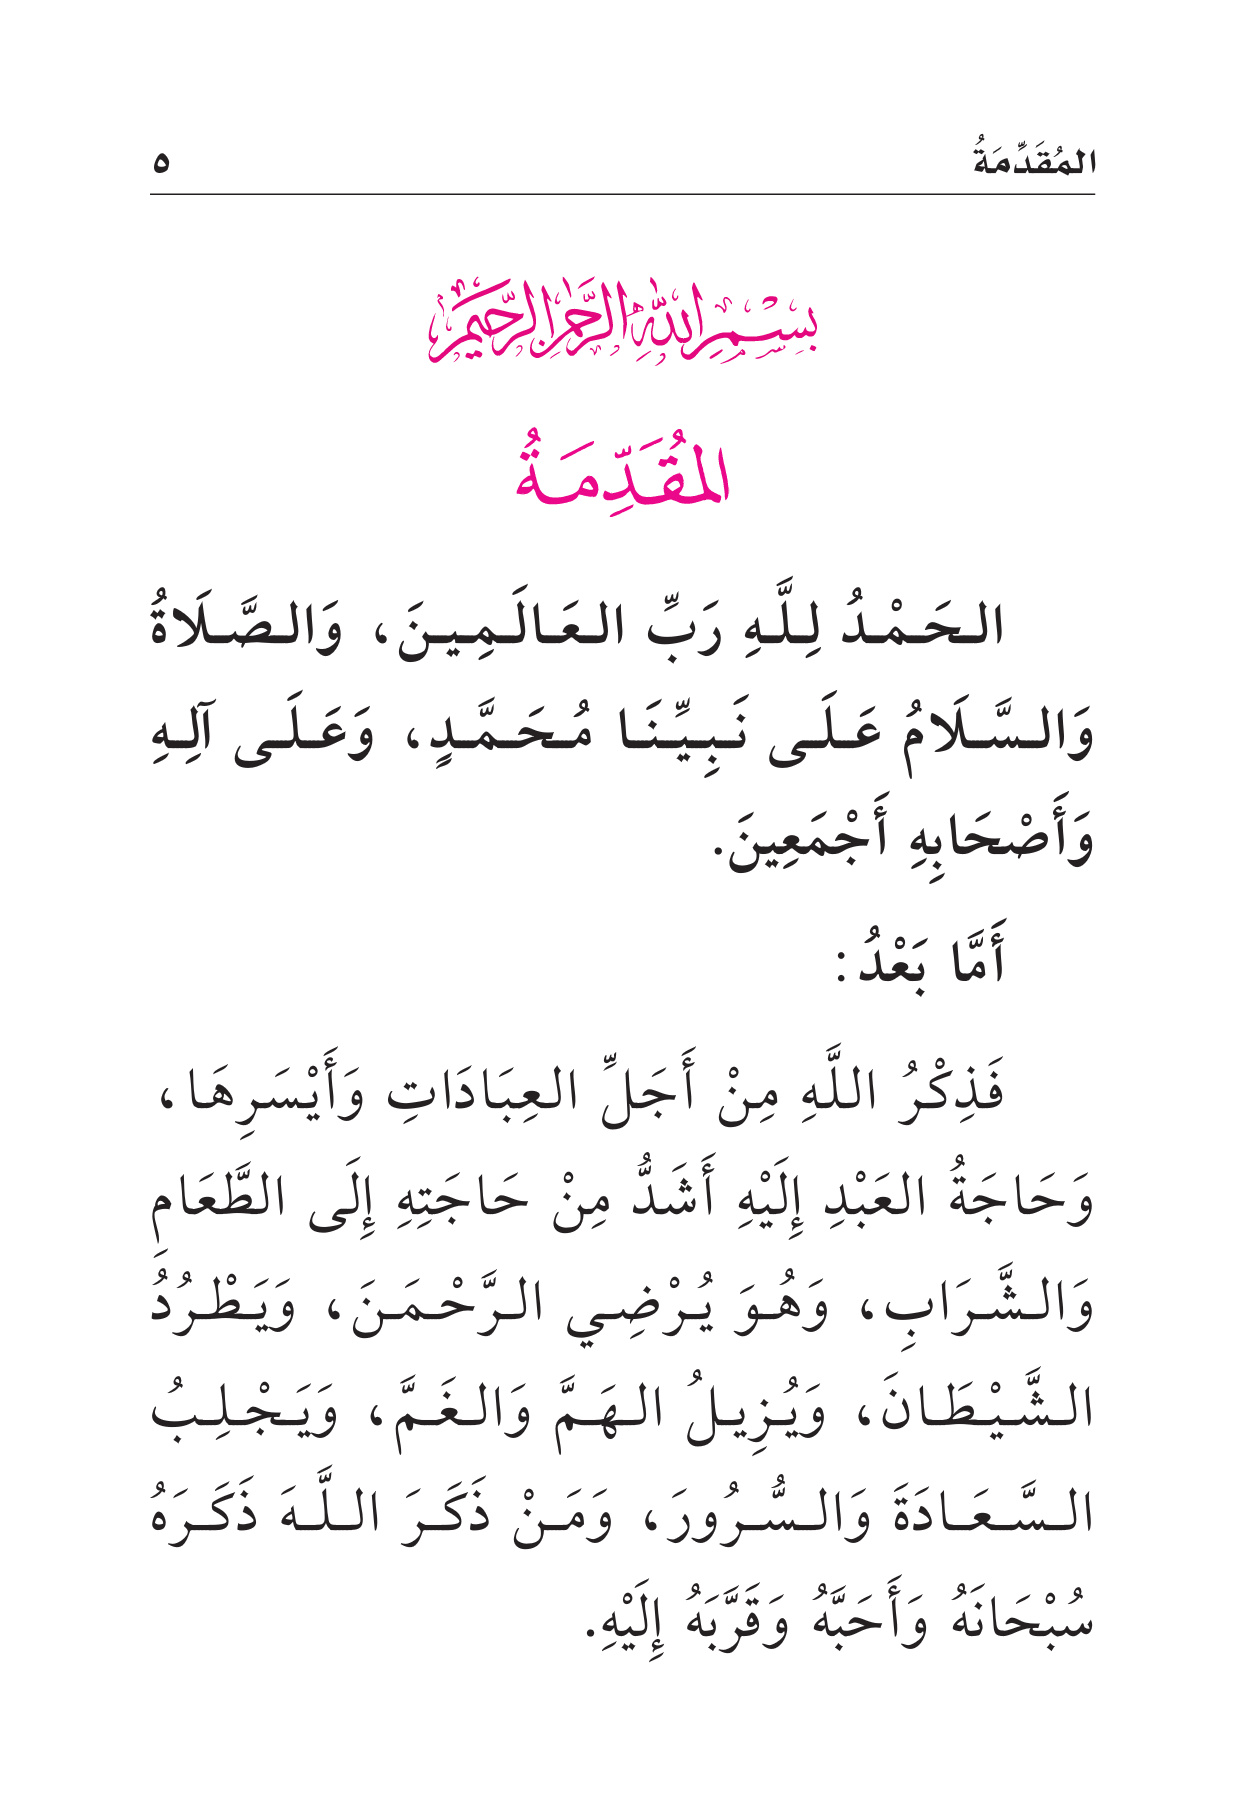 المُقَدِّمَةُ ٥
بِسْمِ اللَّهِ الرَّحْمَنِ الرَّحِيمِ
المُقَدِّمَةُ
الحَمْدُ لِلَّهِ رَبِّ العَالَمِينَ، وَالصَّلَاةُ
وَالسَّلَامُ عَلَى نَبِيِّنَا مُحَمَّدٍ، وَعَلَى آلِهِ
وَأَصْحَابِهِ أَجْمَعِينَ.
أَمَّا بَعْدُ:
فَذِكْرُ اللَّهِ مِنْ أَجَلِّ العِبَادَاتِ وَأَيْسَرِهَا،
وَحَاجَةُ العَبْدِ إِلَيْهِ أَشَدُّ مِنْ حَاجَتِهِ إِلَى الطَّعَامِ
وَالشَّرَابِ، وَهُوَ يُرْضِي الرَّحْمَنَ، وَيَطْرُدُ
الشَّيْطَانَ، وَيُزِيلُ الهَمَّ وَالغَمَّ، وَيَجْلِبُ
السَّعَادَةَ وَالسُّرُورَ، وَمَنْ ذَكَرَ اللَّهَ ذَكَرَهُ
سُبْحَانَهُ وَأَحَبَّهُ وَقَرَّبَهُ إِلَيْهِ.